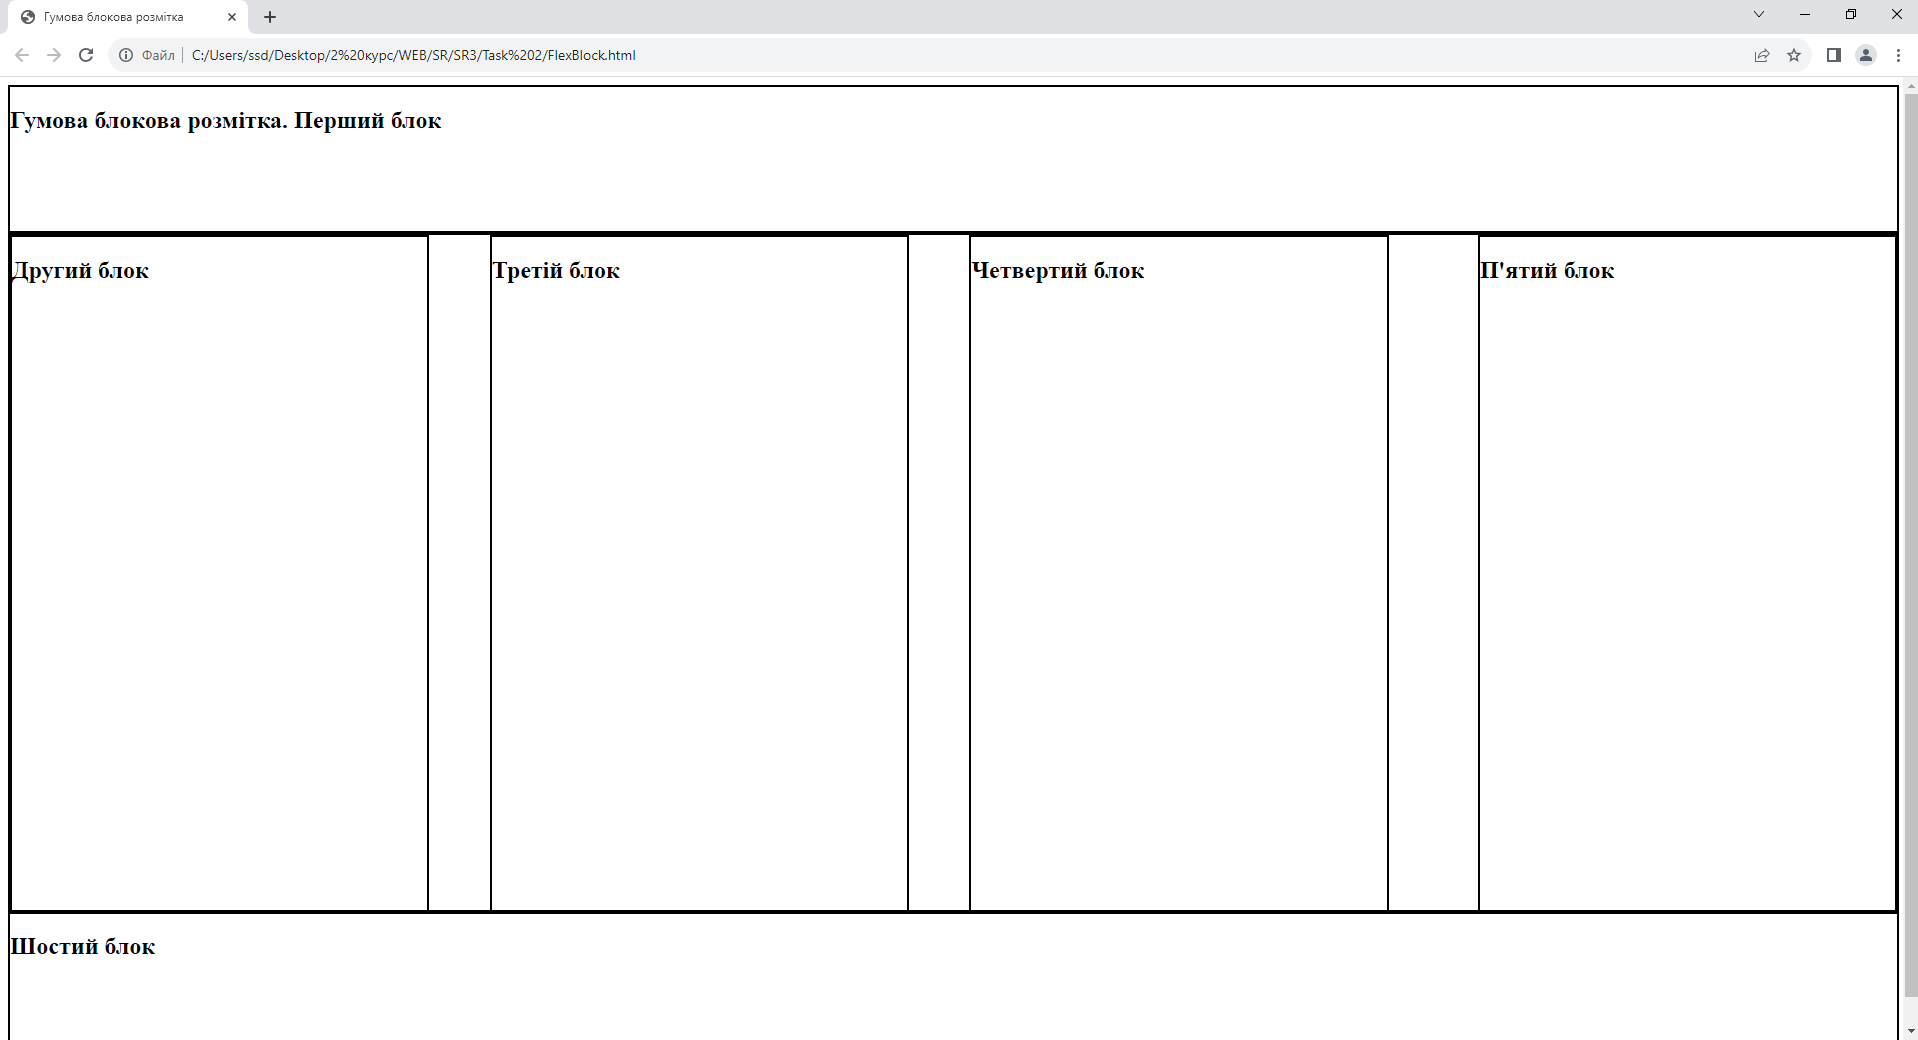 Гумова блокова розмітка
Файл C:/Users/ssd/Desktop/2%20курс/WEB/SR/SR3/Task%202/FlexBlock.html
Гумова блокова розмітка. Перший блок
Другий блок
Третій блок
Четвертий блок
П'ятий блок
Шостий блок